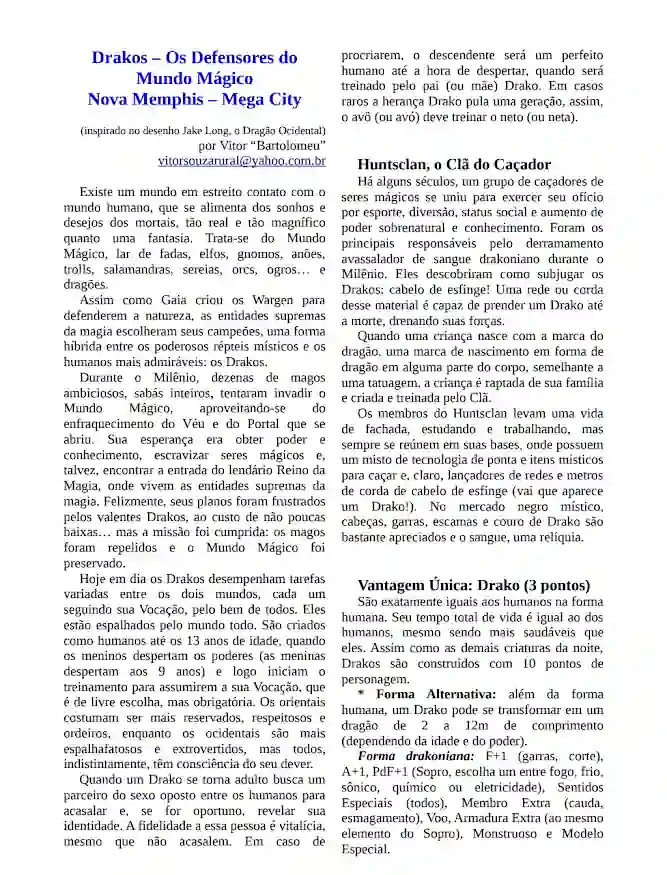 Drakos – Os Defensores do
Mundo Mágico
Nova Memphis – Mega City
(inspirado no desenho Jake Long, o Dragão Ocidental)
por Vitor “Bartolomeu”
vitorsouzarural@yahoo.com.br
Existe um mundo em estreito contato com o
mundo humano, que se alimenta dos sonhos e
desejos dos mortais, tão real e tão magnífico
quanto uma fantasia. Trata-se do Mundo
Mágico, lar de fadas, elfos, gnomos, anões,
trolls, salamandras, sereias, orcs, ogros… e
dragões.
Assim como Gaia criou os Wargen para
defenderem a natureza, as entidades supremas
da magia escolheram seus campeões, uma forma
híbrida entre os poderosos répteis místicos e os
humanos mais admiráveis: os Drakos.
Durante o Milênio, dezenas de magos
ambiciosos, sabás inteiros, tentaram invadir o
Mundo Mágico, aproveitando-se do
enfraquecimento do Véu e do Portal que se
abriu. Sua esperança era obter poder e
conhecimento, escravizar seres mágicos e,
talvez, encontrar a entrada do lendário Reino da
Magia, onde vivem as entidades supremas da
magia. Felizmente, seus planos foram frustrados
pelos valentes Drakos, ao custo de não poucas
baixas… mas a missão foi cumprida: os magos
foram repelidos e o Mundo Mágico foi
preservado.
Hoje em dia os Drakos desempenham tarefas
variadas entre os dois mundos, cada um
seguindo sua Vocação, pelo bem de todos. Eles
estão espalhados pelo mundo todo. São criados
como humanos até os 13 anos de idade, quando
os meninos despertam os poderes (as meninas
despertam aos 9 anos) e logo iniciam o
treinamento para assumirem a sua Vocação, que
é de livre escolha, mas obrigatória. Os orientais
costumam ser mais reservados, respeitosos e
ordeiros, enquanto os ocidentais são mais
espalhafatosos e extrovertidos, mas todos,
indistintamente, têm consciência do seu dever.
Quando um Drako se torna adulto busca um
parceiro do sexo oposto entre os humanos para
acasalar e, se for oportuno, revelar sua
identidade. A fidelidade a essa pessoa é vitalícia,
mesmo que não acasalem. Em caso de
procriarem, o descendente será um perfeito
humano até a hora de despertar, quando será
treinado pelo pai (ou mãe) Drako. Em casos
raros a herança Drako pula uma geração, assim,
o avô (ou avó) deve treinar o neto (ou neta).
Huntsclan, o Clã do Caçador
Há alguns séculos, um grupo de caçadores de
seres mágicos se uniu para exercer seu ofício
por esporte, diversão, status social e aumento de
poder sobrenatural e conhecimento. Foram os
principais responsáveis pelo derramamento
avassalador de sangue drakoniano durante o
Milênio. Eles descobriram como subjugar os
Drakos: cabelo de esfinge! Uma rede ou corda
desse material é capaz de prender um Drako até
a morte, drenando suas forças.
Quando uma criança nasce com a marca do
dragão, uma marca de nascimento em forma de
dragão em alguma parte do corpo, semelhante a
uma tatuagem, a criança é raptada de sua família
e criada e treinada pelo Clã.
Os membros do Huntsclan levam uma vida
de fachada, estudando e trabalhando, mas
sempre se reúnem em suas bases, onde possuem
um misto de tecnologia de ponta e itens místicos
para caçar e, claro, lançadores de redes e metros
de corda de cabelo de esfinge (vai que aparece
um Drako!). No mercado negro místico,
cabeças, garras, escamas e couro de Drako são
bastante apreciados e o sangue, uma relíquia.
Vantagem Única: Drako (3 pontos)
São exatamente iguais aos humanos na forma
humana. Seu tempo total de vida é igual ao dos
humanos, mesmo sendo mais saudáveis que
eles. Assim como as demais criaturas da noite,
Drakos são construídos com 10 pontos de
personagem.
* Forma Alternativa: além da forma
humana, um Drako pode se transformar em um
dragão de 2 a 12m de comprimento
(dependendo da idade e do poder).
Forma drakoniana: F+1 (garras, corte),
A+1, PdF+1 (Sopro, escolha um entre fogo, frio,
sônico, químico ou eletricidade), Sentidos
Especiais (todos), Membro Extra (cauda,
esmagamento), Voo, Armadura Extra (ao mesmo
elemento do Sopro), Monstruoso e Modelo
Especial.